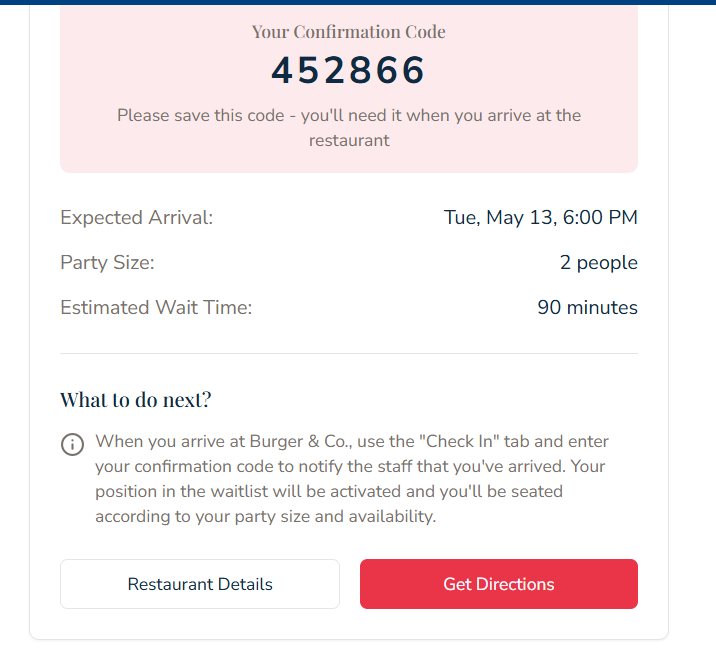 Your Confirmation Code
452866
Please save this code - you'll need it when you arrive at the
restaurant
Expected Arrival: Tue, May 13, 6:00 PM
Party Size: 2 people
Estimated Wait Time: 90 minutes
What to do next?
When you arrive at Burger & Co., use the "Check In" tab and enter
your confirmation code to notify the staff that you've arrived. Your
position in the waitlist will be activated and you'll be seated
according to your party size and availability.
Restaurant Details Get Directions